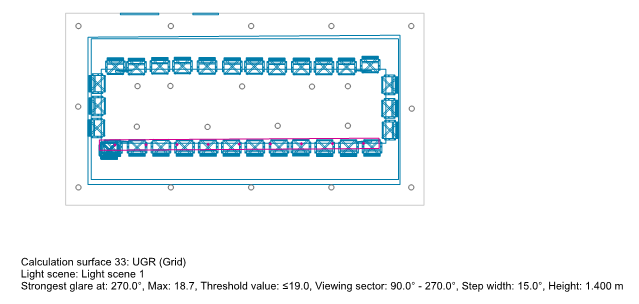 Calculation surface 33: UGR (Grid)
Light scene: Light scene 1
Strongest glare at: 270.0°, Max: 18.7, Threshold value: ≤19.0, Viewing sector: 90.0° - 270.0°, Step width: 15.0°, Height: 1.400 m